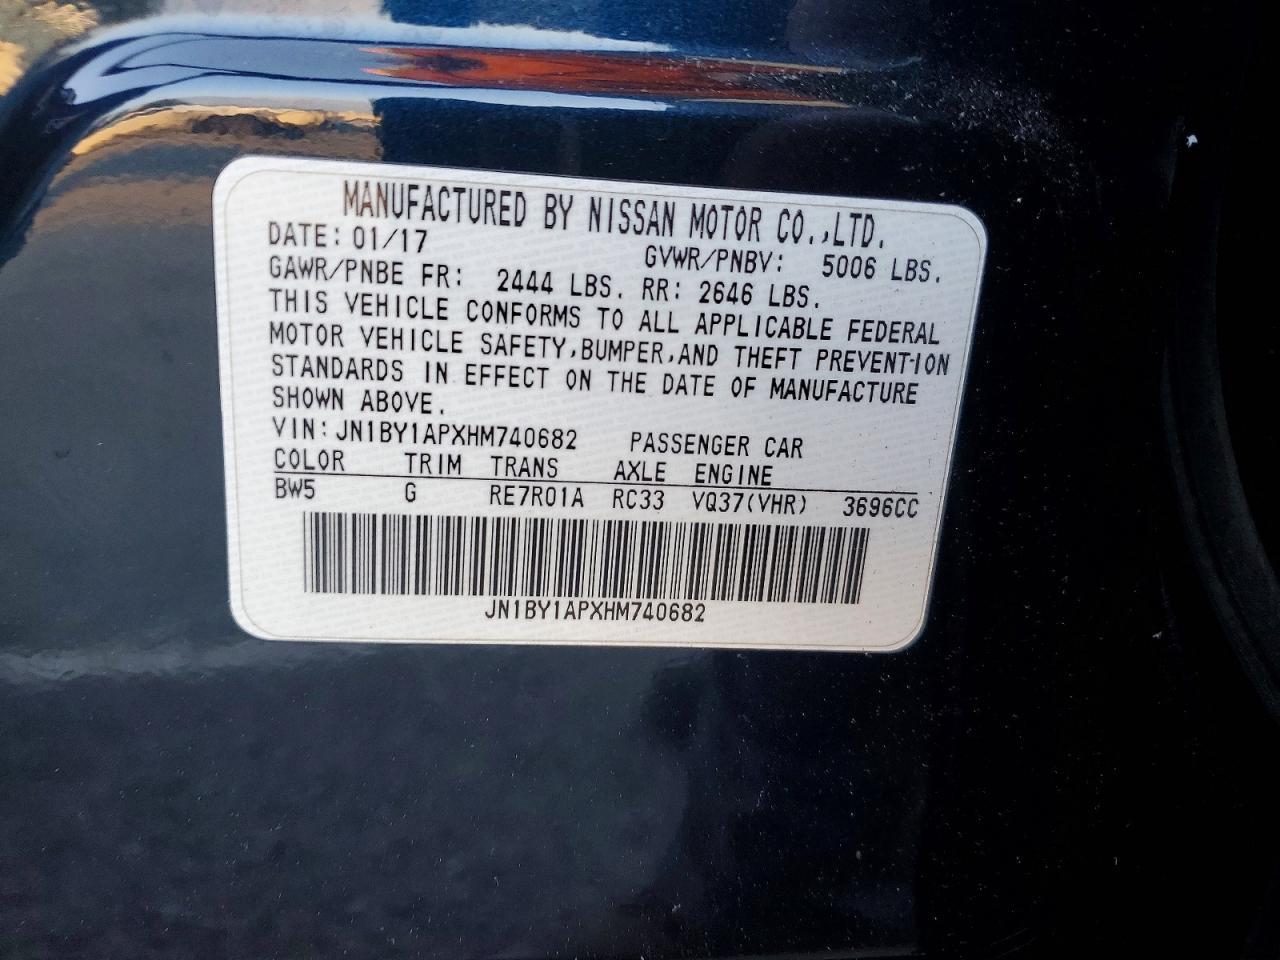 MANUFACTURED BY NISSAN MOTOR CO.,LTD.
DATE: 01/17 GVWR/PNBV: 5006 LBS.
GAWR/PNBE FR: 2444 LBS. RR: 2646 LBS.
THIS VEHICLE CONFORMS TO ALL APPLICABLE FEDERAL
MOTOR VEHICLE SAFETY,BUMPER,AND THEFT PREVENTION
STANDARDS IN EFFECT ON THE DATE OF MANUFACTURE
SHOWN ABOVE.
VIN: JN1BY1APXHM740682 PASSENGER CAR
COLOR TRIM TRANS AXLE ENGINE
BW5 G RE7R01A RC33 VQ37(VHR) 3696CC
JN1BY1APXHM740682